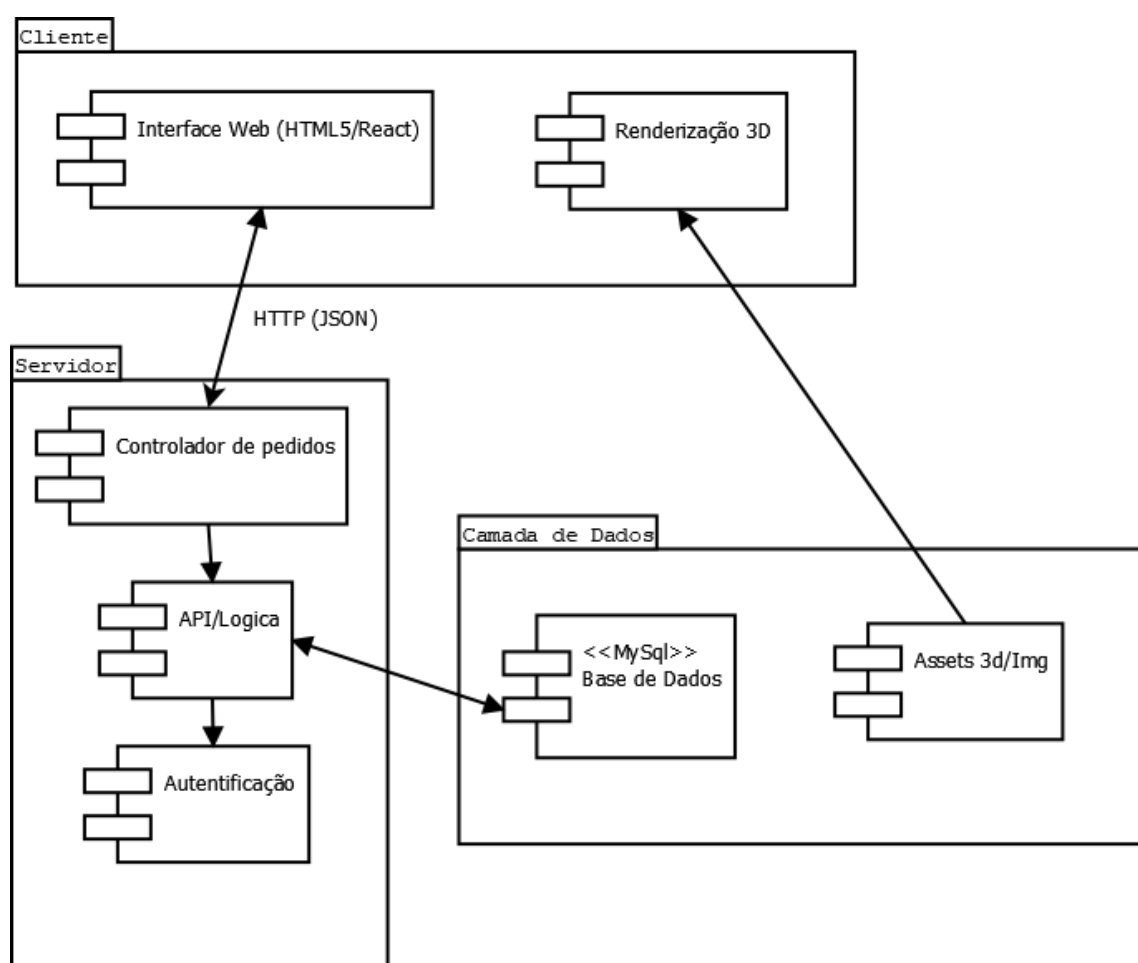 Cliente
Interface Web (HTML5/React)
Renderização 3D
HTTP (JSON)
Servidor
Controlador de pedidos
API/Logica
Autentificação
Camada de Dados
<<MySql>>
Base de Dados
Assets 3d/Img